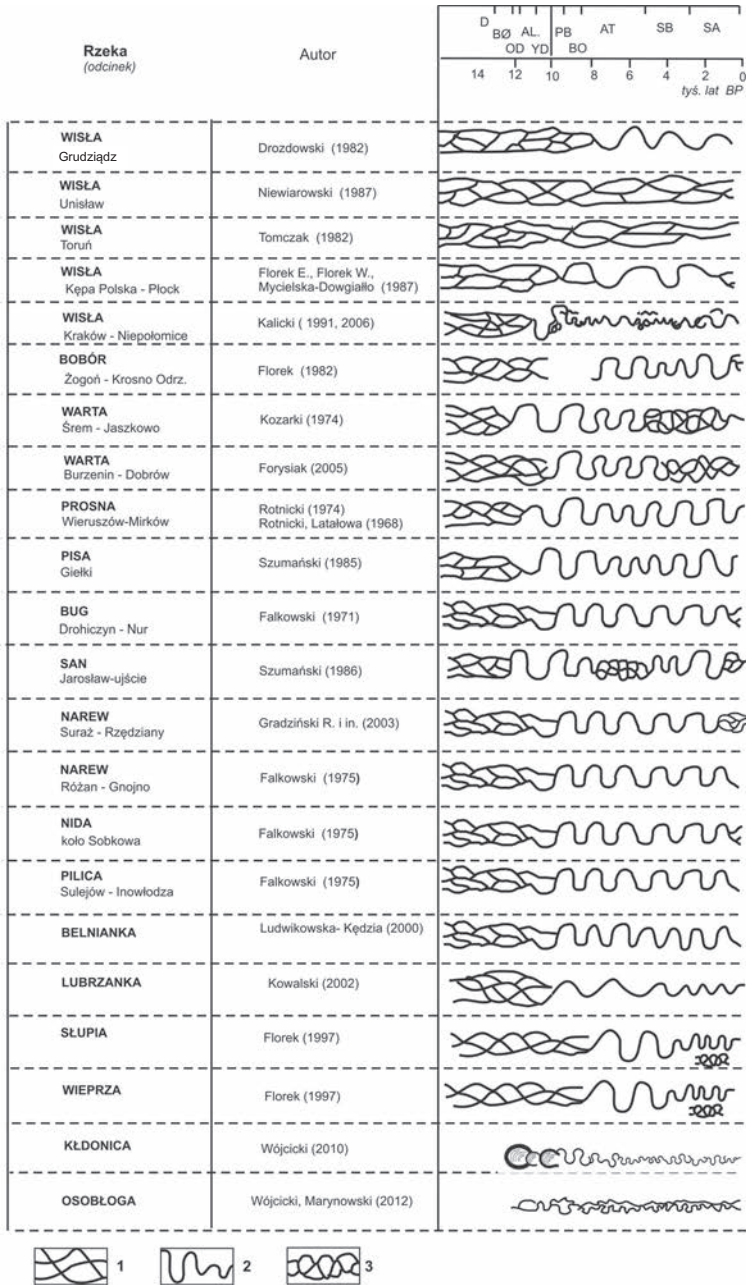 Rzeka
(odcinek)
Autor
D
BØ
OD
AL.
YD
PB
BO
AT
SB
SA
14 12 10 8 6 4 2 0
tyś. lat BP
WISŁA
Grudziądz
Drozdowski (1982)
WISŁA
Unisław
Niewiarowski (1987)
WISŁA
Toruń
Tomczak (1982)
WISŁA
Kępa Polska - Płock
Florek E., Florek W.,
Mycielska-Dowgiałło (1987)
WISŁA
Kraków - Niepołomice
Kalicki ( 1991, 2006)
BOBÓR
Żogoń - Krosno Odrz.
Florek (1982)
WARTA
Śrem - Jaszkowo
Kozarki (1974)
WARTA
Burzenin - Dobrów
Forysiak (2005)
PROSNA
Wieruszów-Mirków
Rotnicki (1974)
Rotnicki, Latałowa (1968)
PISA
Giełki
Szumański (1985)
BUG
Drohiczyn - Nur
Falkowski (1971)
SAN
Jarosław-ujście
Szumański (1986)
NAREW
Suraż - Rzędziany
Gradziński R. i in. (2003)
NAREW
Różan - Gnojno
Falkowski (1975)
NIDA
koło Sobkowa
Falkowski (1975)
PILICA
Sulejów - Inowłodza
Falkowski (1975)
BELNIANKA
Ludwikowska- Kędzia (2000)
LUBRZANKA
Kowalski (2002)
SŁUPIA
Florek (1997)
WIEPRZA
Florek (1997)
KŁDONICA
Wójcicki (2010)
OSOBŁOGA
Wójcicki, Marynowski (2012)
1 2 3